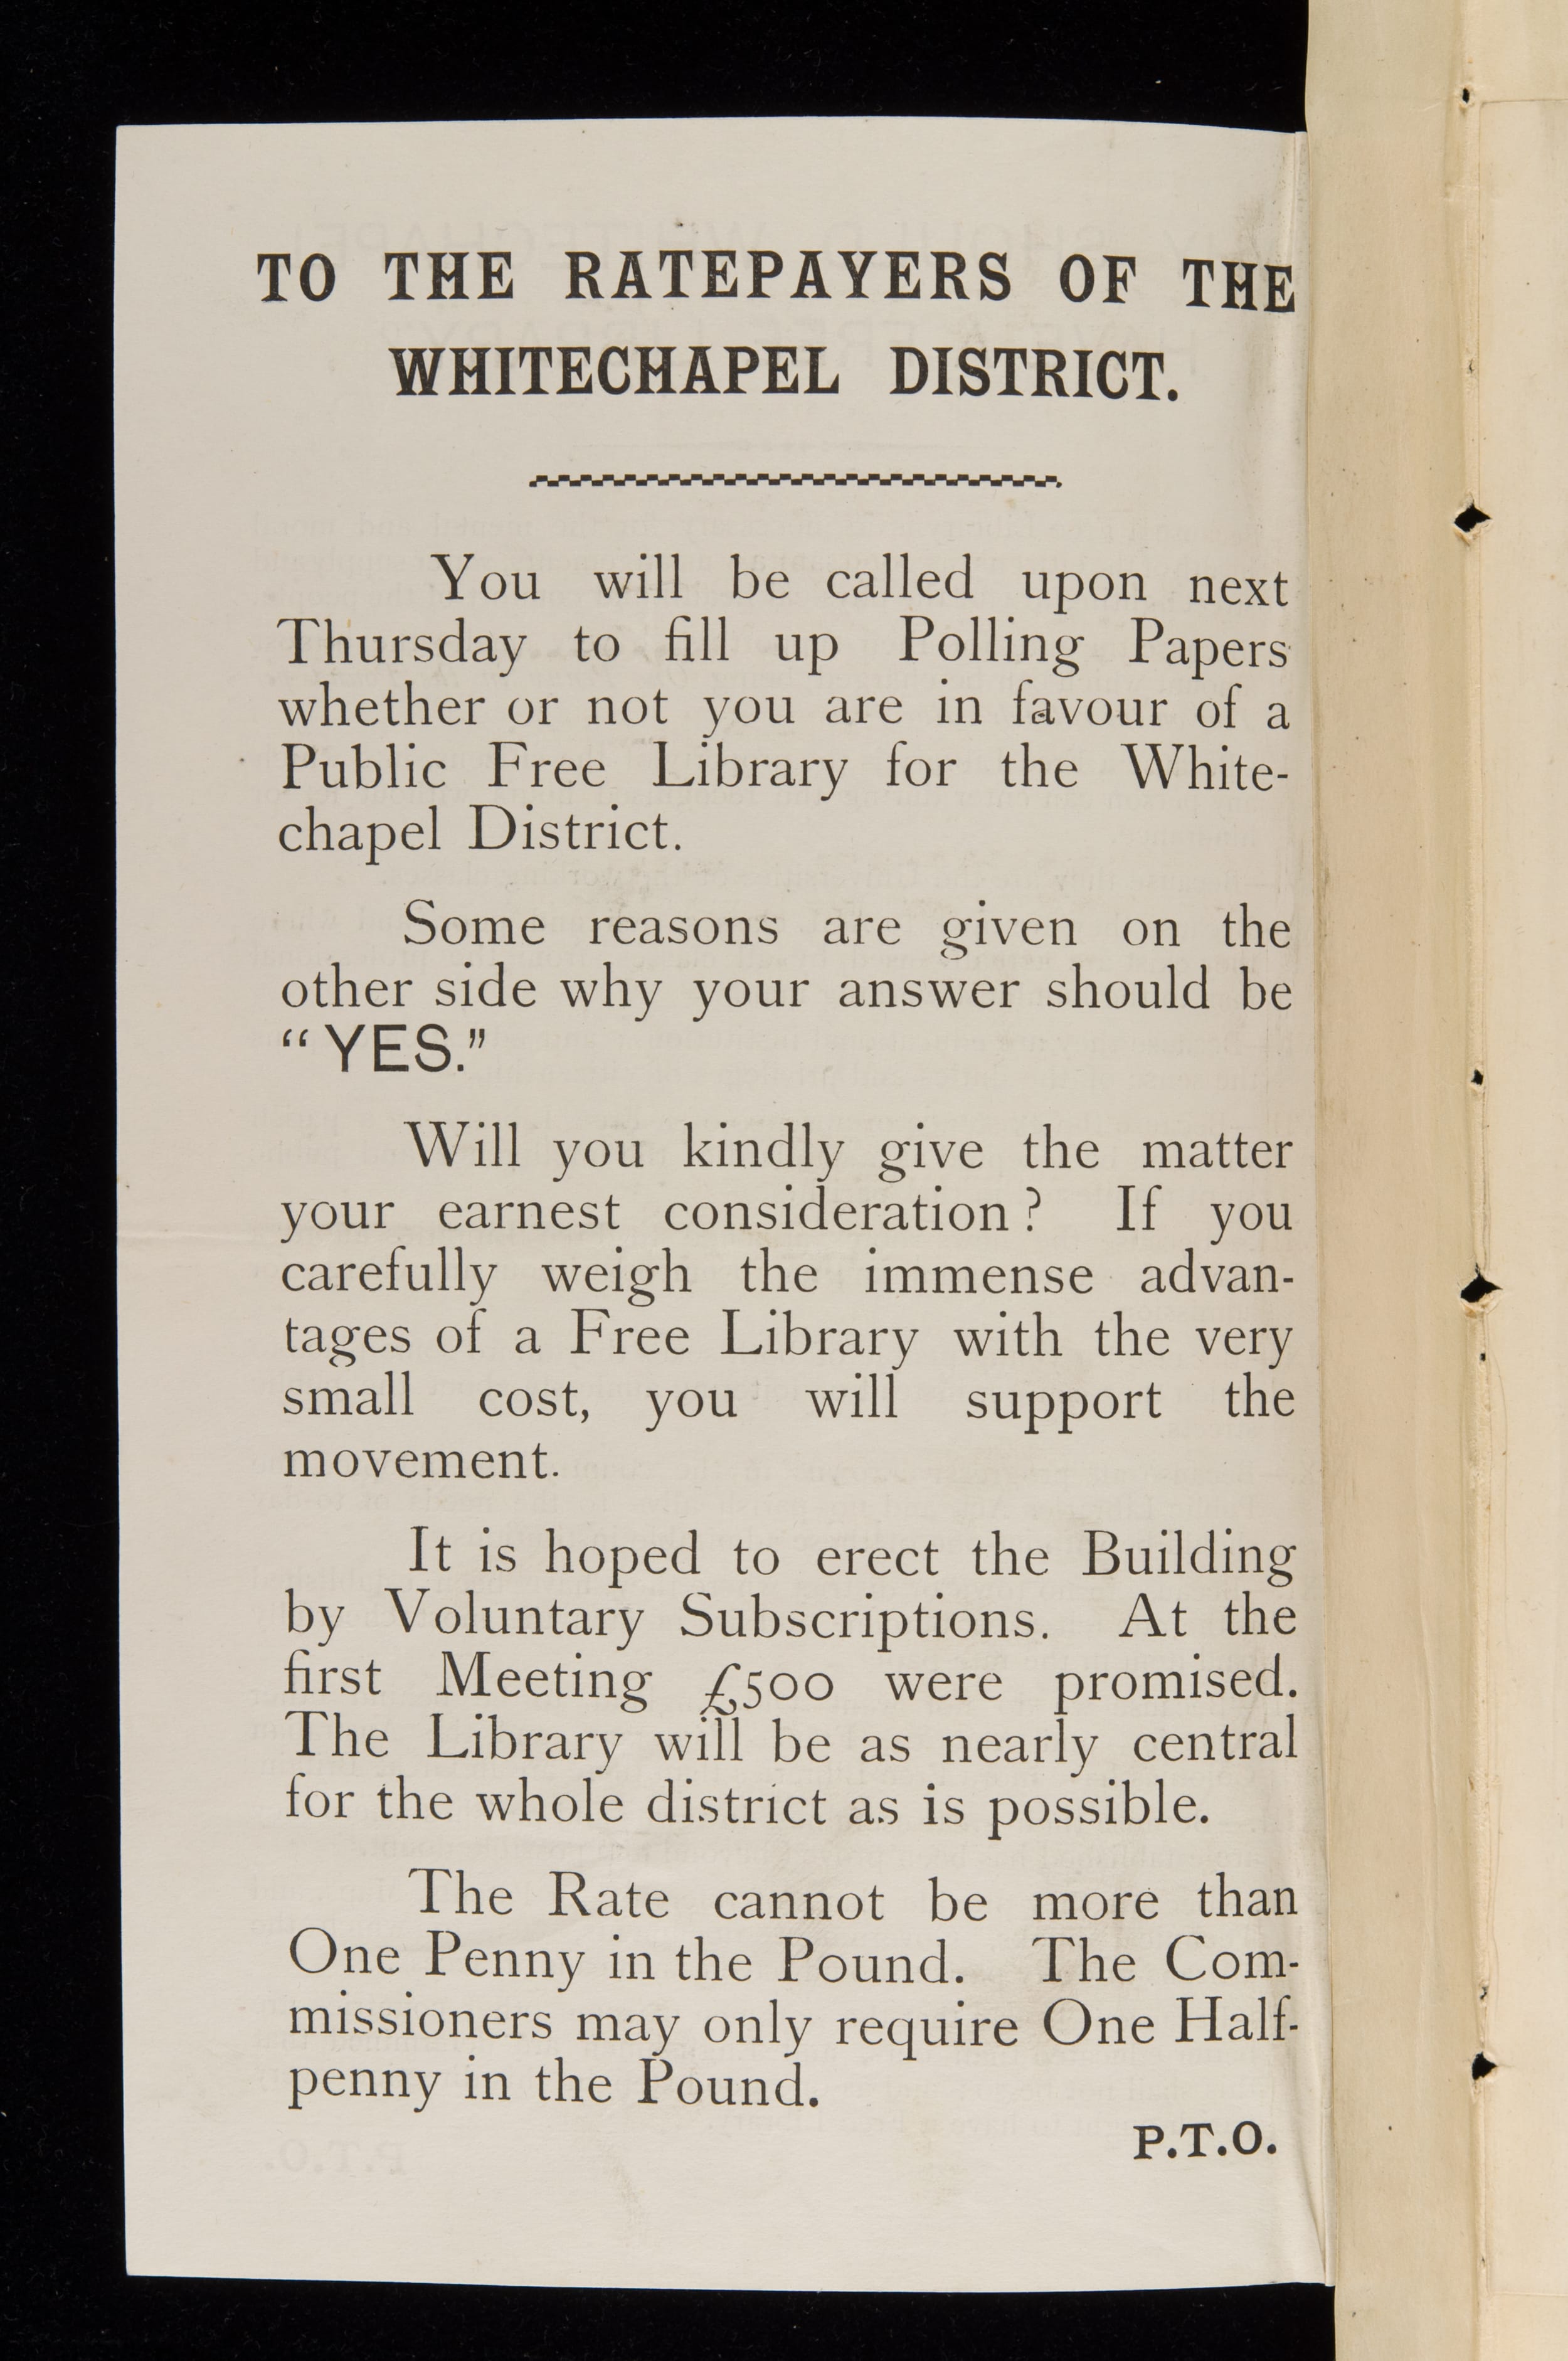 TO THE RATEPAYERS OF THE
WHITECHAPEL DISTRICT.
You will be called upon next
Thursday to fill up Polling Papers
whether or not you are in favour of a
Public Free Library for the White-
chapel District.
Some reasons are given on the
other side why your answer should be
“YES.”
Will you kindly give the matter
your earnest consideration? If you
carefully weigh the immense advan-
tages of a Free Library with the very
small cost, you will support the
movement.
It is hoped to erect the Building
by Voluntary Subscriptions. At the
first Meeting £500 were promised.
The Library will be as nearly central
for the whole district as is possible.
The Rate cannot be more than
One Penny in the Pound. The Com-
missioners may only require One Half-
penny in the Pound.
P.T.O.